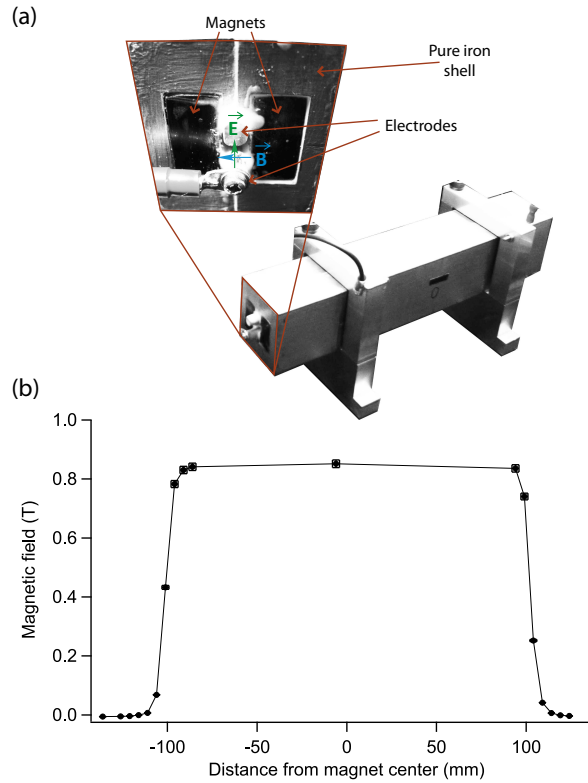 (a)
Magnets
Pure iron
shell
E
Electrodes
B
0
(b)
1.0
0.8
0.6
0.4
0.2
0.0
Magnetic field (T)
-100
-50
0
50
100
Distance from magnet center (mm)